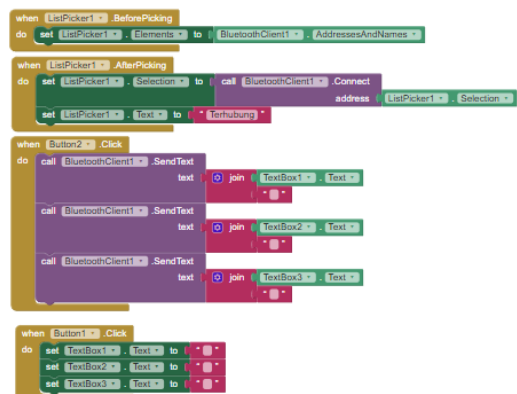 when ListPicker1 .BeforePicking
do set ListPicker1 . Elements to BluetoothClient1 . AddressesAndNames
when ListPicker1 .AfterPicking
do set ListPicker1 . Selection to call BluetoothClient1 .Connect
address ListPicker1 . Selection
set ListPicker1 . Text to " Terhubung "
when Button2 .Click
do call BluetoothClient1 .SendText
text join TextBox1 . Text
" "
call BluetoothClient1 .SendText
text join TextBox2 . Text
" "
call BluetoothClient1 .SendText
text join TextBox3 . Text
" "
when Button1 .Click
do set TextBox1 . Text to " "
set TextBox2 . Text to " "
set TextBox3 . Text to " "